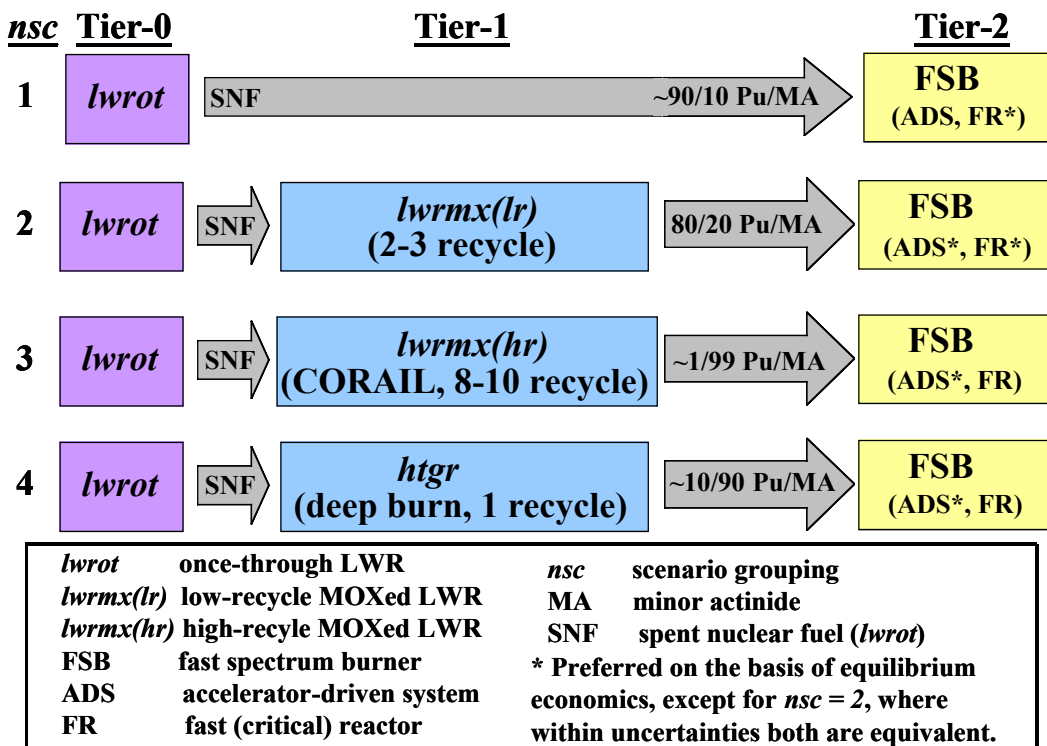 nsc Tier-0 Tier-1 Tier-2
1 lwrot SNF ~90/10 Pu/MA FSB
(ADS, FR*)
2 lwrot SNF lwrmx(lr) 80/20 Pu/MA FSB
(2-3 recycle) (ADS*, FR*)
3 lwrot SNF lwrmx(hr) ~1/99 Pu/MA FSB
(CORAIL, 8-10 recycle) (ADS*, FR)
4 lwrot SNF htgr ~10/90 Pu/MA FSB
(deep burn, 1 recycle) (ADS*, FR)
lwrot once-through LWR
lwrmx(lr) low-recycle MOXed LWR
lwrmx(hr) high-recyle MOXed LWR
FSB fast spectrum burner
ADS accelerator-driven system
FR fast (critical) reactor
nsc scenario grouping
MA minor actinide
SNF spent nuclear fuel (lwrot)
* Preferred on the basis of equilibrium
economics, except for nsc = 2, where
within uncertainties both are equivalent.